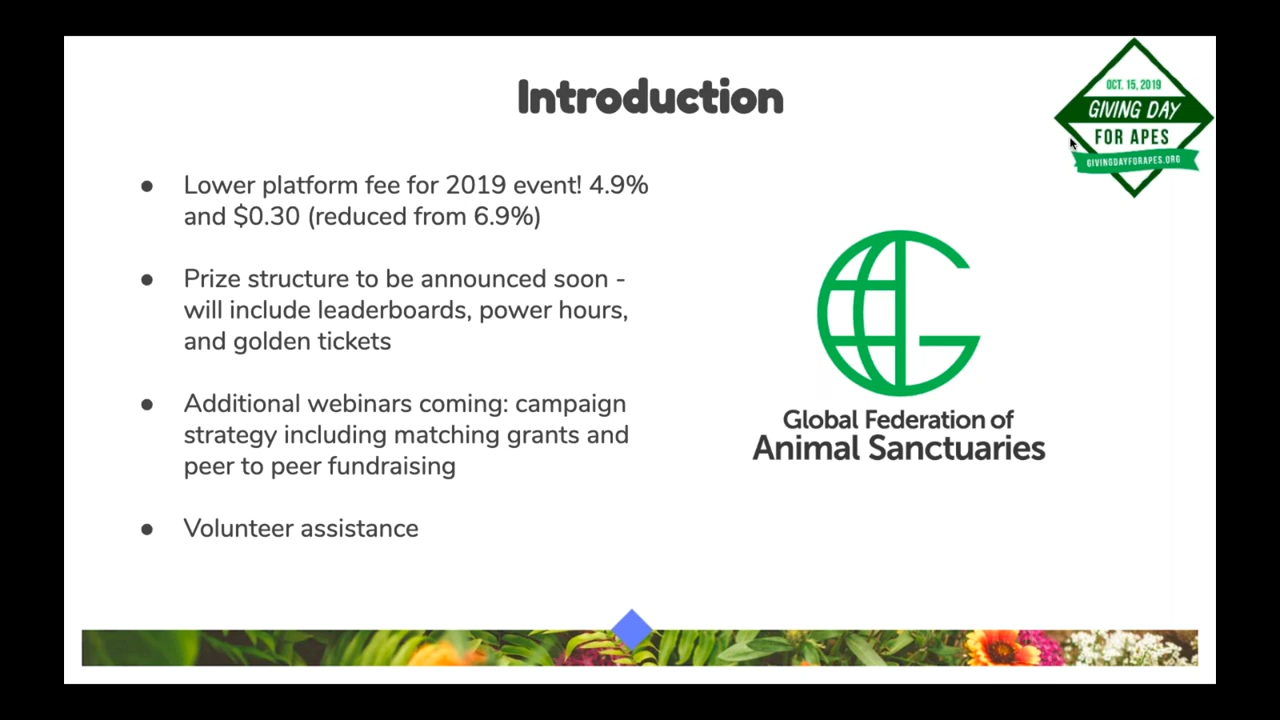 Introduction
OCT. 15, 2019
GIVING DAY
FOR APES
GIVINGDAYFORAPES.ORG
● Lower platform fee for 2019 event! 4.9%
and $0.30 (reduced from 6.9%)
● Prize structure to be announced soon -
will include leaderboards, power hours,
and golden tickets
● Additional webinars coming: campaign
strategy including matching grants and
peer to peer fundraising
● Volunteer assistance
Global Federation of
Animal Sanctuaries